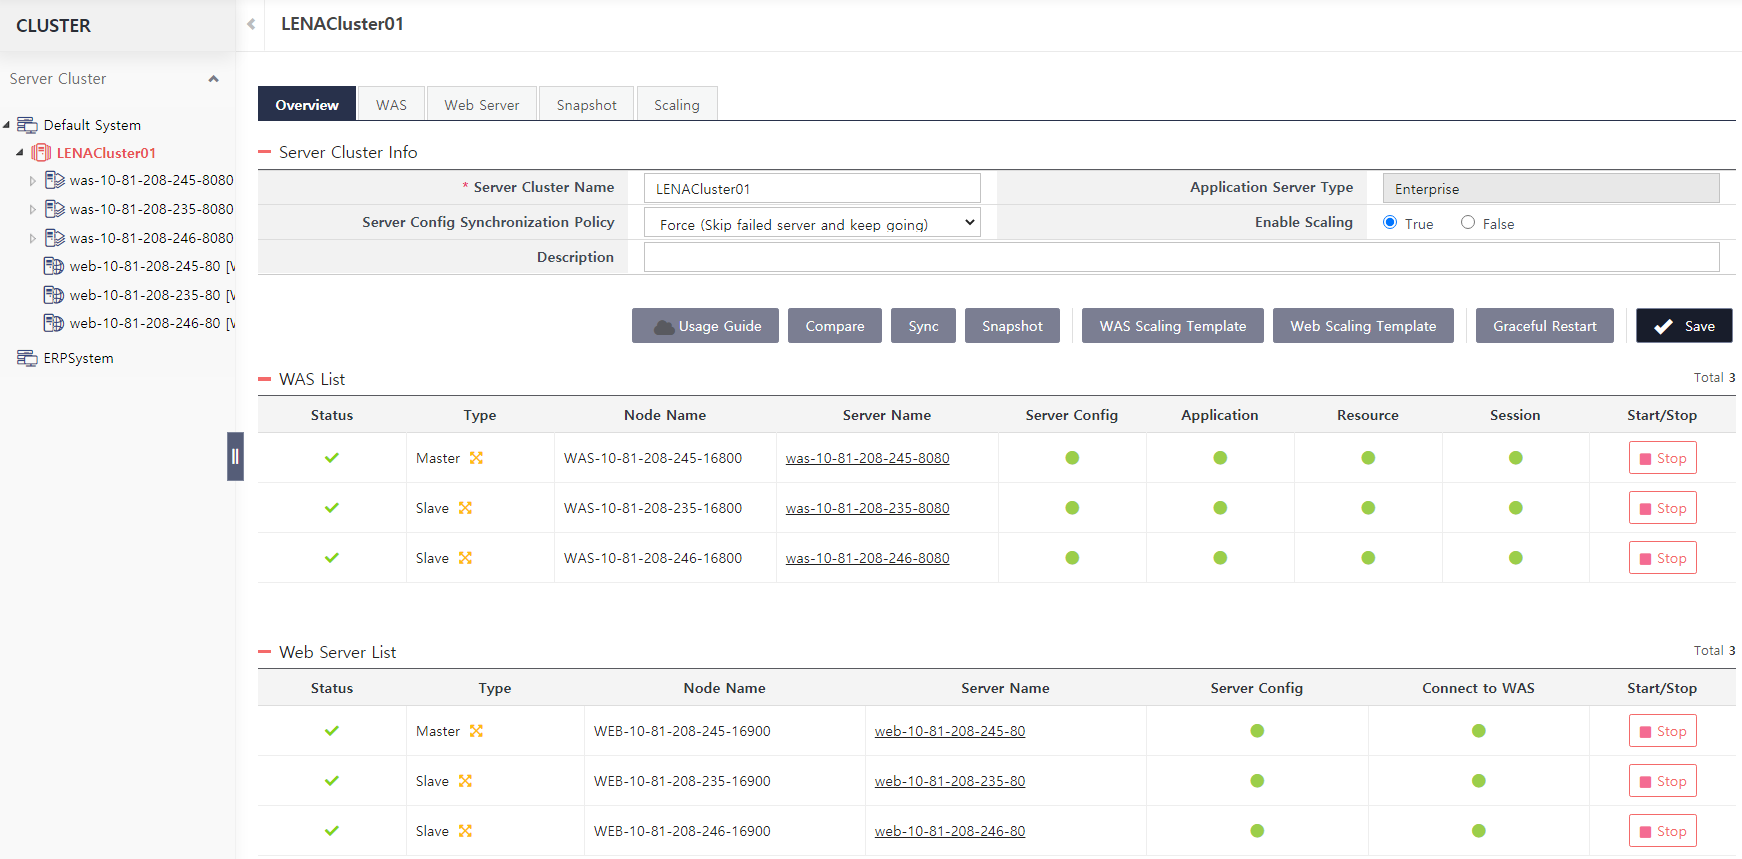 CLUSTER
LENACluster01
Server Cluster
Default System
LENACluster01
was-10-81-208-245-8080
was-10-81-208-235-8080
was-10-81-208-246-8080
web-10-81-208-245-80 [
web-10-81-208-235-80 [
web-10-81-208-246-80 [
ERPSystem
Overview WAS Web Server Snapshot Scaling
Server Cluster Info
* Server Cluster Name LENACluster01 Application Server Type Enterprise
Server Config Synchronization Policy Force (Skip failed server and keep going) Enable Scaling True False
Description
Usage Guide Compare Sync Snapshot WAS Scaling Template Web Scaling Template Graceful Restart Save
WAS List Total 3
Status Type Node Name Server Name Server Config Application Resource Session Start/Stop
Master WAS-10-81-208-245-16800 was-10-81-208-245-8080 Stop
Slave WAS-10-81-208-235-16800 was-10-81-208-235-8080 Stop
Slave WAS-10-81-208-246-16800 was-10-81-208-246-8080 Stop
Web Server List Total 3
Status Type Node Name Server Name Server Config Connect to WAS Start/Stop
Master WEB-10-81-208-245-16900 web-10-81-208-245-80 Stop
Slave WEB-10-81-208-235-16900 web-10-81-208-235-80 Stop
Slave WEB-10-81-208-246-16900 web-10-81-208-246-80 Stop